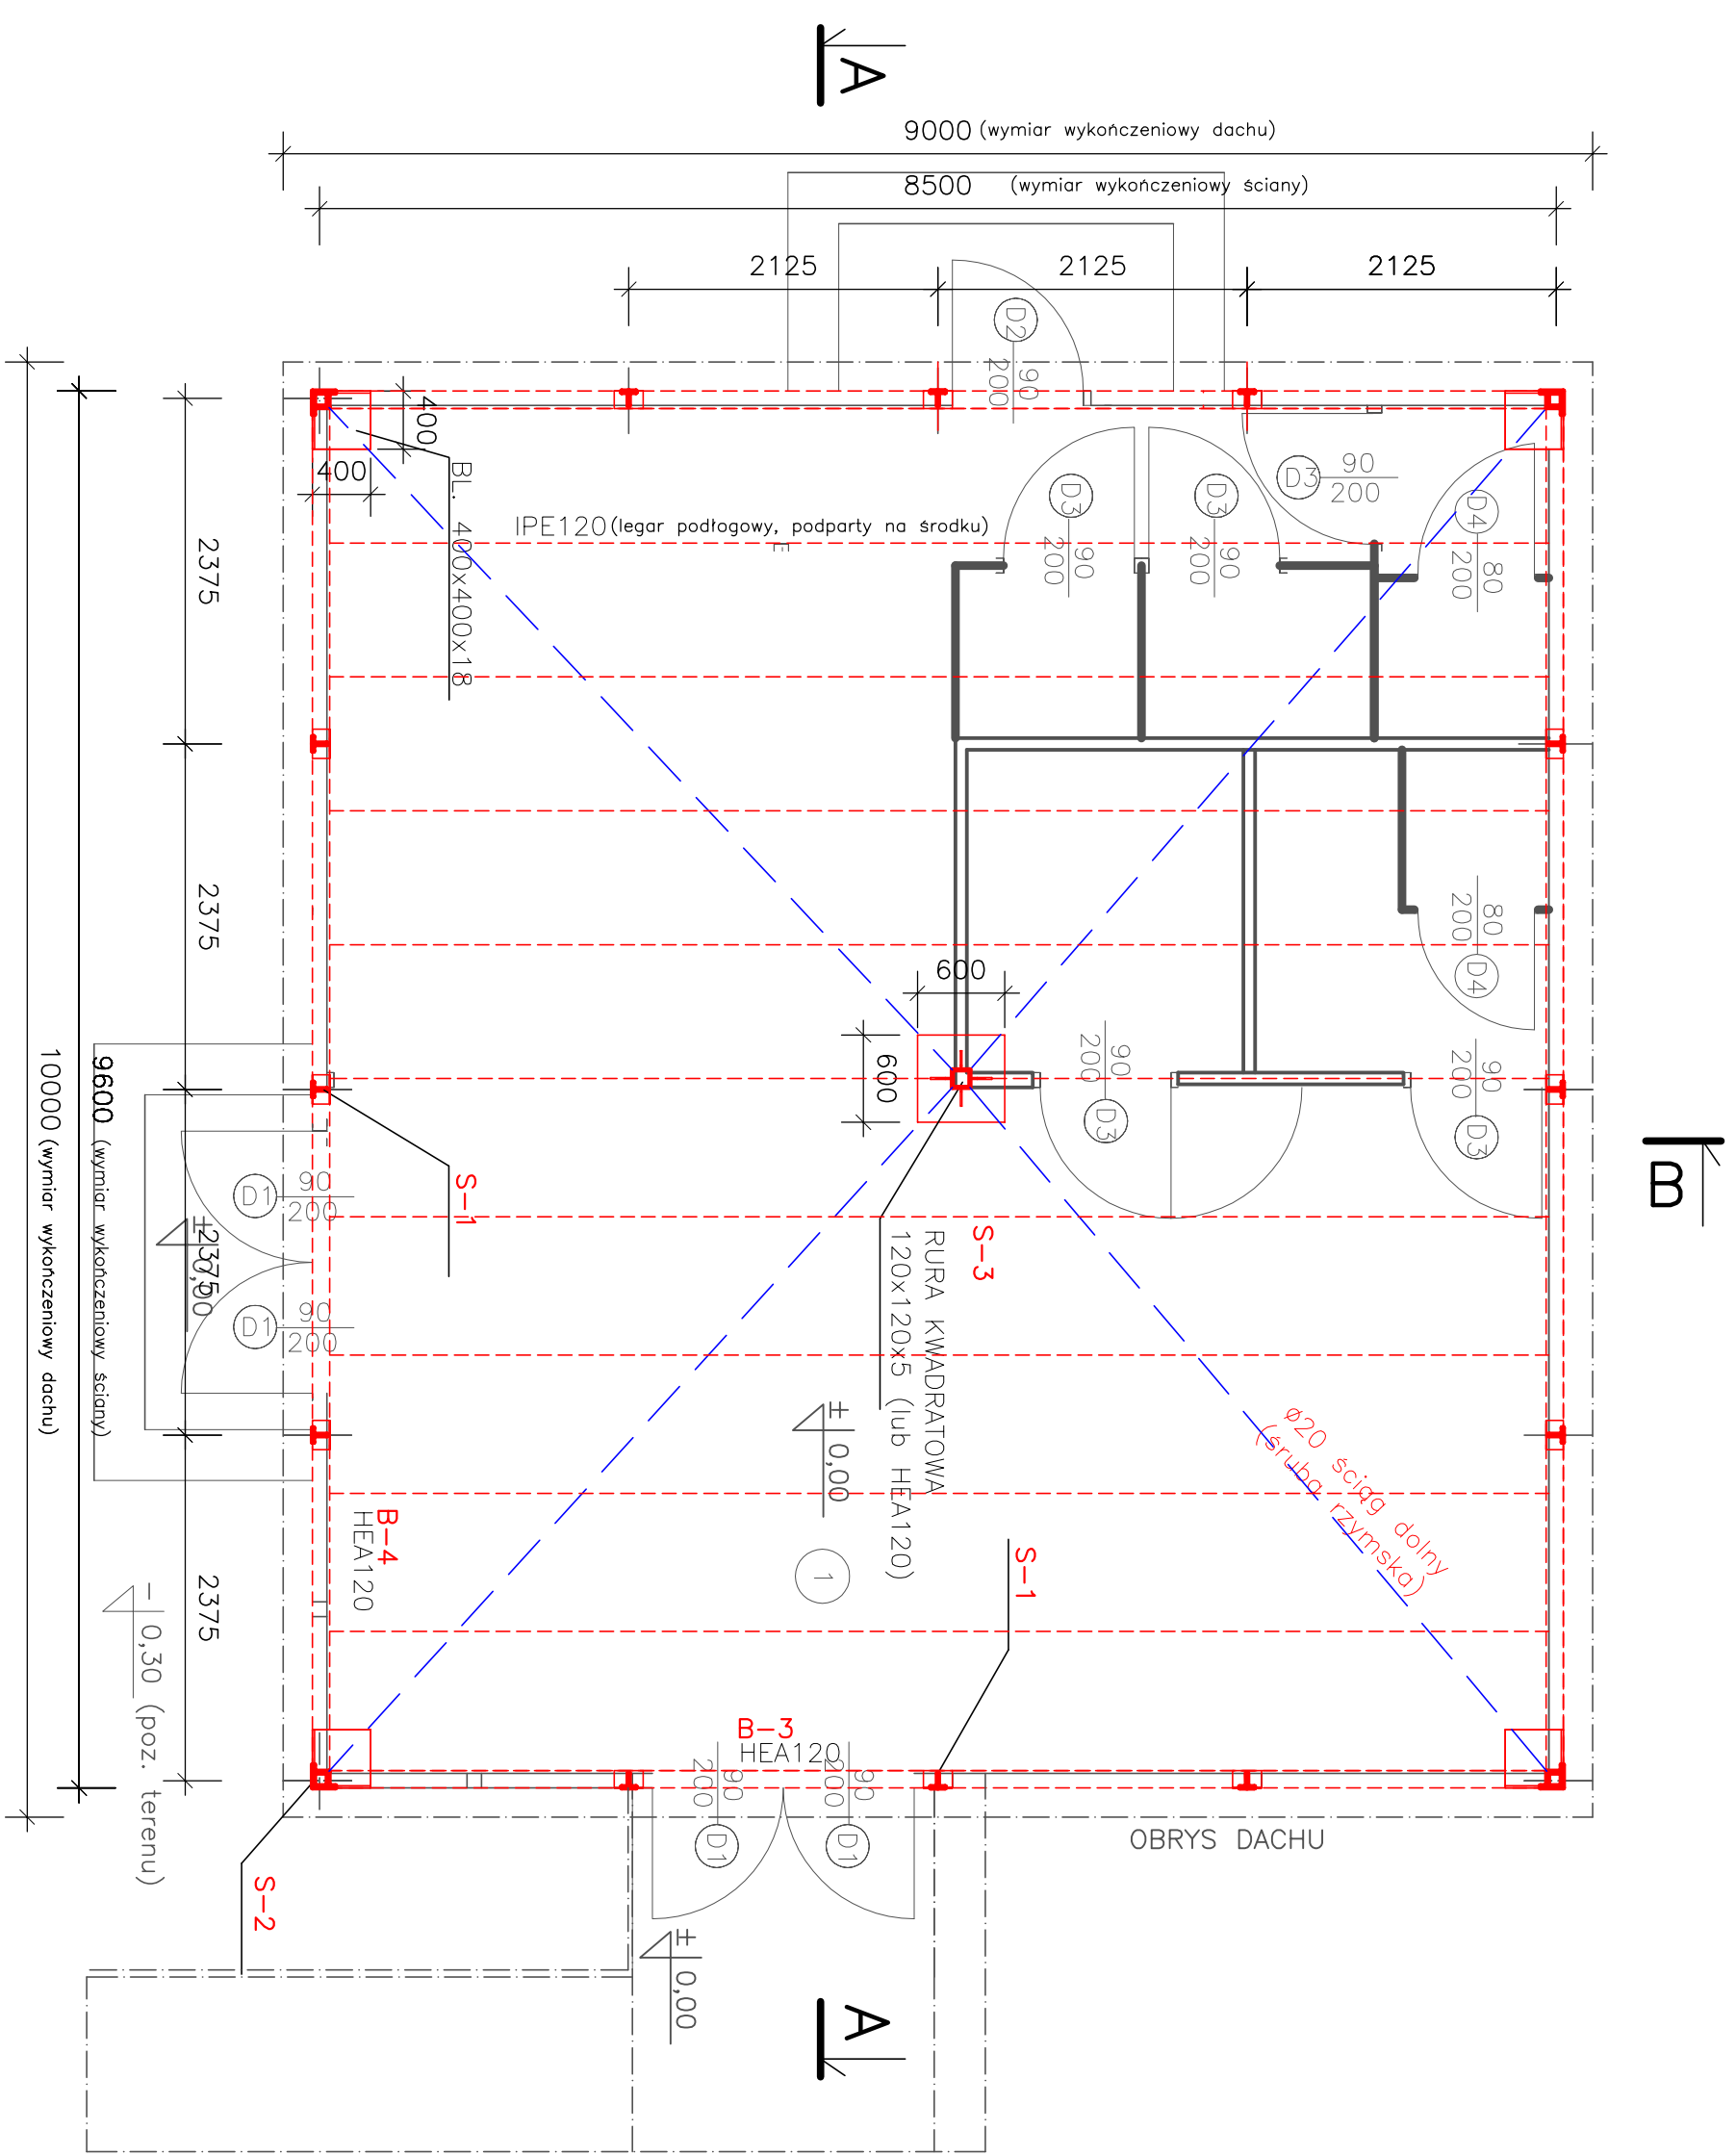 A
9000 (wymiar wykończeniowy dachu)
8500 (wymiar wykończeniowy ściany)
2125
2125
2125
D2
90
200
400
400
BL. 400x400x18
IPE120 (legar podłogowy, podparty na środku)
D3
90
200
D3
90
200
D3
90
200
D4
80
200
2375
2375
2375
2375
80
200
D4
600
600
90
200
D3
90
200
D3
B
9600 (wymiar wykończeniowy ściany)
10000 (wymiar wykończeniowy dachu)
S-1
D1
90
200
D1
90
200
±0,00
S-3
RURA KWADRATOWA
120x120x5 (lub HEA120)
± 0,00
1
ø20 ściąg dolny
(śruba rzymska)
S-1
B-4
HEA120
- 0,30 (poz. terenu)
B-3
HEA120
90
200
D1
90
200
D1
OBRYS DACHU
S-2
± 0,00
A